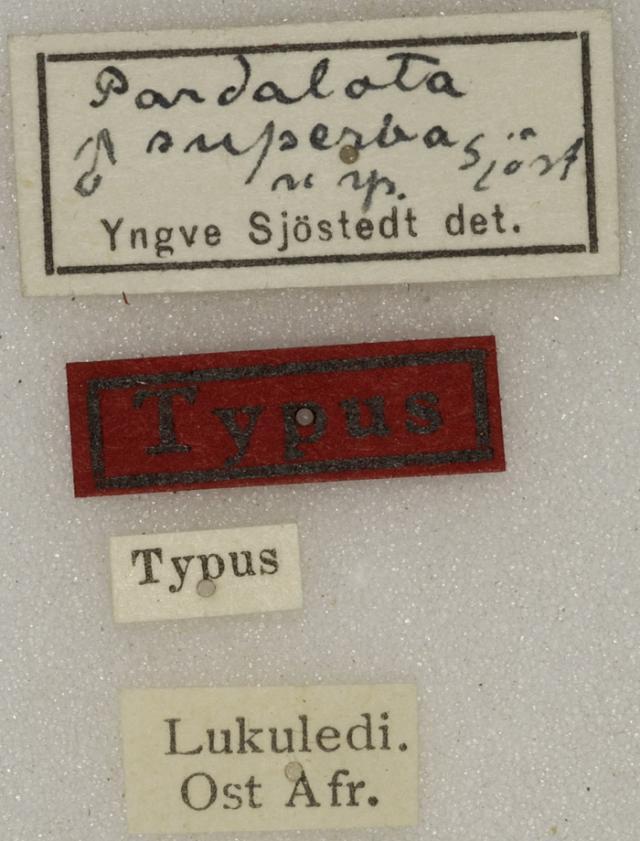 Pardalota
♂ superba Sjöst
n sp.
Yngve Sjöstedt det.
Typus
Typus
Lukuledi.
Ost Afr.